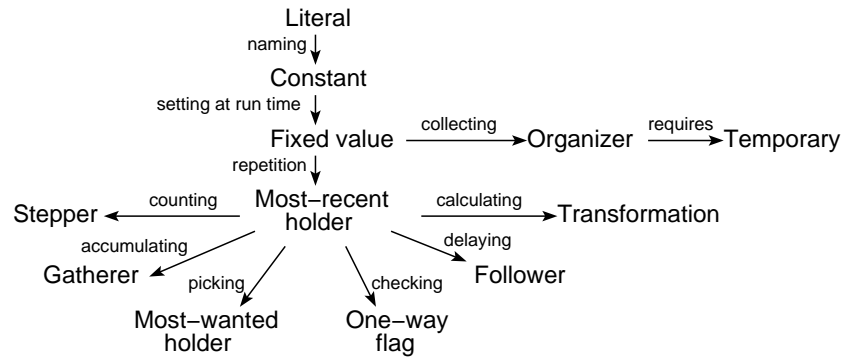 Literal
naming
Constant
setting at run time
Fixed value
collecting
Organizer
requires
Temporary
repetition
Most−recent
holder
counting
Stepper
calculating
Transformation
accumulating
Gatherer
delaying
Follower
picking
Most−wanted
holder
checking
One−way
flag